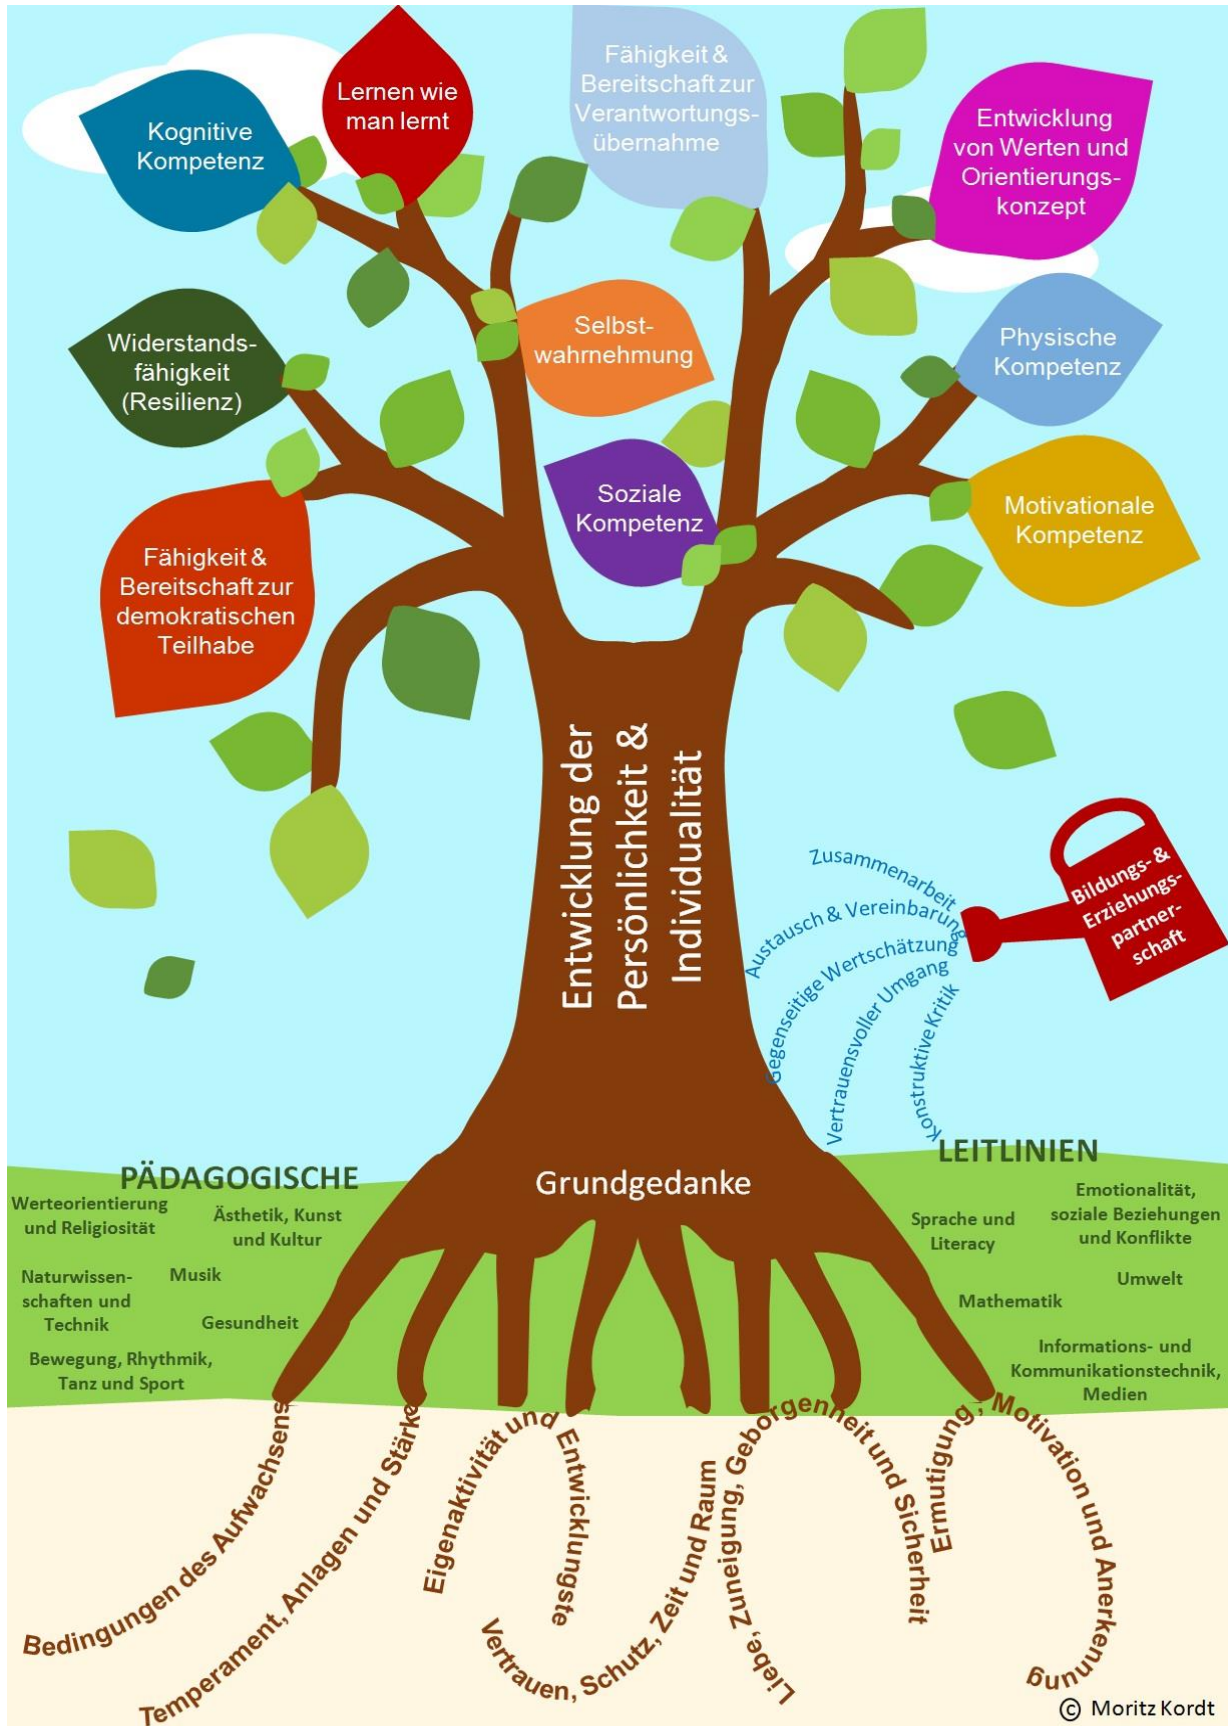 Kognitive
Kompetenz
Lernen wie
man lernt
Fähigkeit &
Bereitschaft zur
Verantwortungs-
übernahme
Entwicklung
von Werten und
Orientierungs-
konzept
Widerstands-
fähigkeit
(Resilienz)
Selbst-
wahrnehmung
Physische
Kompetenz
Fähigkeit &
Bereitschaft zur
demokratischen
Teilhabe
Soziale
Kompetenz
Motivationale
Kompetenz
Entwicklung der
Persönlichkeit &
Individualität
Bildungs- &
Erziehungs-
partner-
schaft
Zusammenarbeit
Austausch & Vereinbarung
Gegenseitige Wertschätzung
Vertrauensvoller Umgang
Konstruktive Kritik
Grundgedanke
PÄDAGOGISCHE
LEITLINIEN
Werteorientierung
und Religiosität
Ästhetik, Kunst
und Kultur
Naturwissen-
schaften und
Technik
Musik
Gesundheit
Bewegung, Rhythmik,
Tanz und Sport
Sprache und
Literacy
Emotionalität,
soziale Beziehungen
und Konflikte
Umwelt
Mathematik
Informations- und
Kommunikationstechnik,
Medien
Bedingungen des Aufwachsens
Temperament, Anlagen und Stärke
Eigenaktivität und Entwicklungste
Vertrauen, Schutz, Zeit und Raum
Liebe, Zuneigung, Geborgenheit und Sicherheit
Ermutigung, Motivation und Anerkennung
© Moritz Kordt